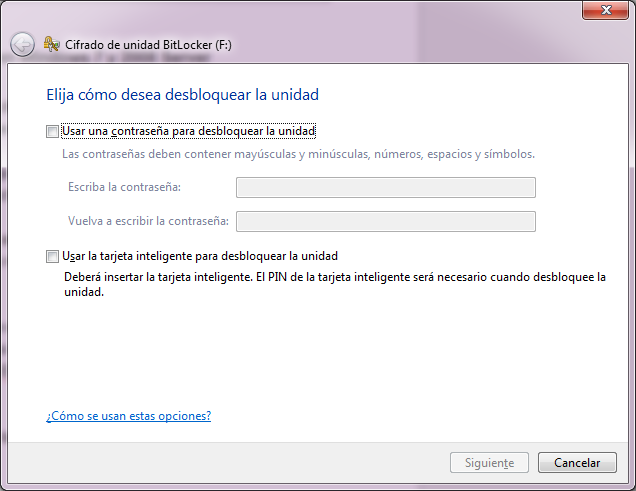 Cifrado de unidad BitLocker (F:)
Elija cómo desea desbloquear la unidad
Usar una contraseña para desbloquear la unidad
Las contraseñas deben contener mayúsculas y minúsculas, números, espacios y símbolos.
Escriba la contraseña:
Vuelva a escribir la contraseña:
Usar la tarjeta inteligente para desbloquear la unidad
Deberá insertar la tarjeta inteligente. El PIN de la tarjeta inteligente será necesario cuando desbloquee la
unidad.
¿Cómo se usan estas opciones?
Siguiente
Cancelar